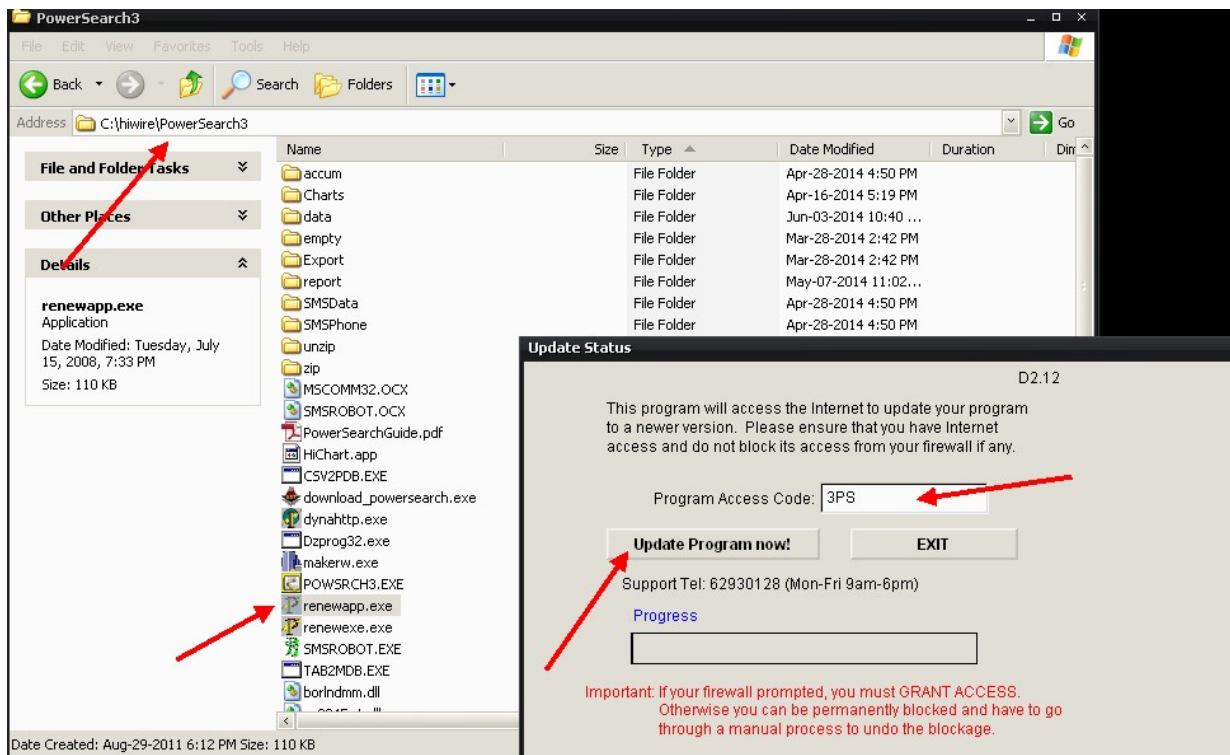 PowerSearch3
File Edit View Favorites Tools Help
Back Search Folders
Address C:\hiwire\PowerSearch3 Go
File and Folder Tasks
Other Places
Details
renewapp.exe
Application
Date Modified: Tuesday, July
15, 2008, 7:33 PM
Size: 110 KB
Name Size Type Date Modified Duration Dim
accum File Folder Apr-28-2014 4:50 PM
Charts File Folder Apr-16-2014 5:19 PM
data File Folder Jun-03-2014 10:40 ...
empty File Folder Mar-28-2014 2:42 PM
Export File Folder Mar-28-2014 2:42 PM
report File Folder May-07-2014 11:02...
SMSData File Folder Apr-28-2014 4:50 PM
SMSPhone File Folder Apr-28-2014 4:50 PM
unzip
zip
MSCOMM32.OCX
SMSROBOT.OCX
PowerSearchGuide.pdf
HiChart.app
CSV2PDB.EXE
download_powersearch.exe
dynahttp.exe
Dzprog32.exe
makerw.exe
POWSRCH3.EXE
renewapp.exe
renewexe.exe
SMSROBOT.EXE
TAB2MDB.EXE
borlndmm.dll
Date Created: Aug-29-2011 6:12 PM Size: 110 KB
Update Status
D2.12
This program will access the Internet to update your program
to a newer version. Please ensure that you have Internet
access and do not block its access from your firewall if any.
Program Access Code: 3PS
Update Program now! EXIT
Support Tel: 62930128 (Mon-Fri 9am-6pm)
Progress
Important: If your firewall prompted, you must GRANT ACCESS.
Otherwise you can be permanently blocked and have to go
through a manual process to undo the blockage.